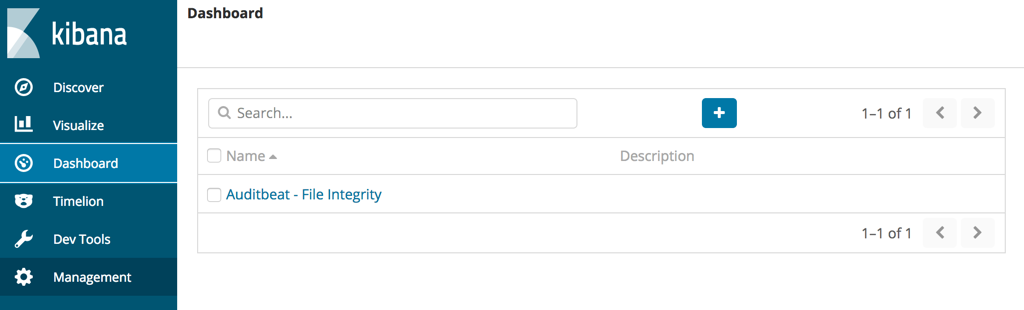 kibana
Discover
Visualize
Dashboard
Timelion
Dev Tools
Management
Dashboard
Search...
+
1–1 of 1
Name
Description
Auditbeat - File Integrity
1–1 of 1